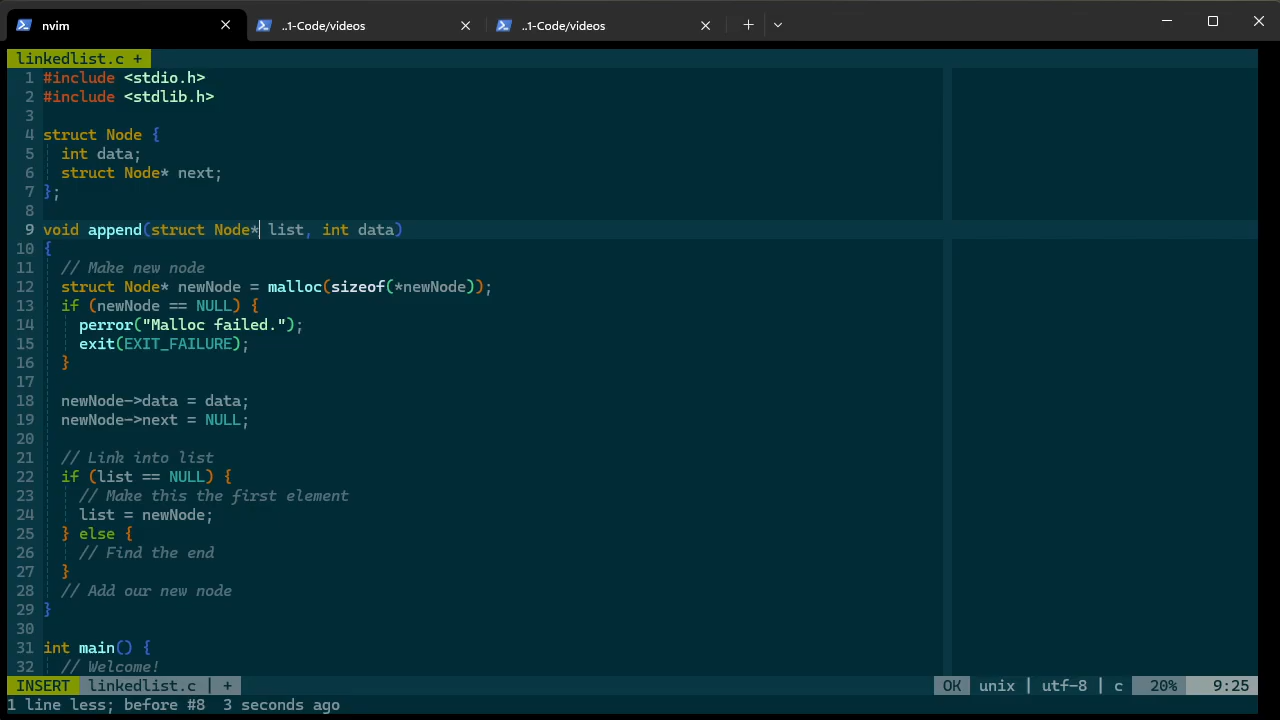 nvim
..1-Code/videos
..1-Code/videos
linkedlist.c +
1 #include <stdio.h>
2 #include <stdlib.h>
3
4 struct Node {
5 int data;
6 struct Node* next;
7 };
8
9 void append(struct Node* list, int data)
10 {
11 // Make new node
12 struct Node* newNode = malloc(sizeof(*newNode));
13 if (newNode == NULL) {
14 perror("Malloc failed.");
15 exit(EXIT_FAILURE);
16 }
17
18 newNode->data = data;
19 newNode->next = NULL;
20
21 // Link into list
22 if (list == NULL) {
23 // Make this the first element
24 list = newNode;
25 } else {
26 // Find the end
27 }
28 // Add our new node
29 }
30
31 int main() {
32 // Welcome!
INSERT linkedlist.c | + OK unix | utf-8 | c 20% 9:25
1 line less; before #8 3 seconds ago